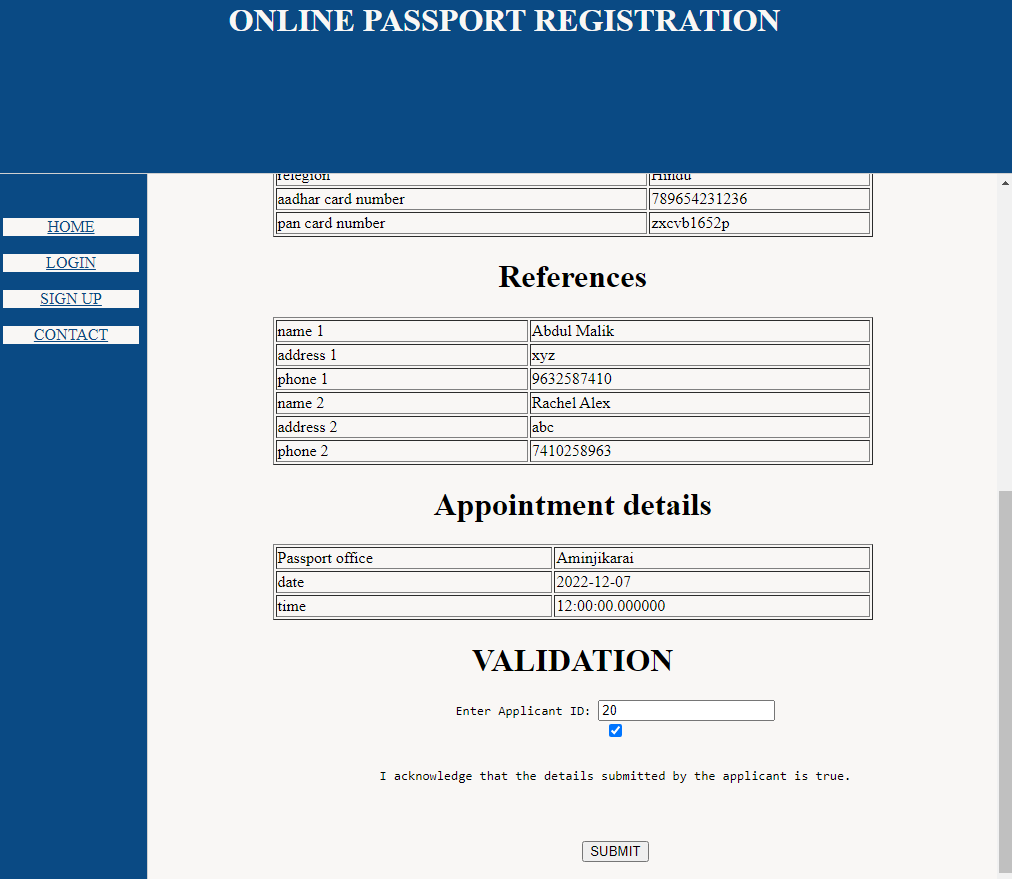 ONLINE PASSPORT REGISTRATION
HOME
LOGIN
SIGN UP
CONTACT
relegion Hindu
aadhar card number 789654231236
pan card number zxcvb1652p
References
name 1 Abdul Malik
address 1 xyz
phone 1 9632587410
name 2 Rachel Alex
address 2 abc
phone 2 7410258963
Appointment details
Passport office Aminjikarai
date 2022-12-07
time 12:00:00.000000
VALIDATION
Enter Applicant ID: 20
I acknowledge that the details submitted by the applicant is true.
SUBMIT